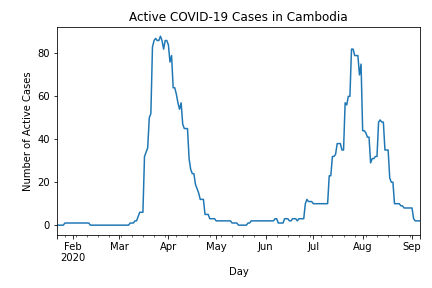 Active COVID-19 Cases in Cambodia
Number of Active Cases
80
60
40
20
0
Feb Mar Apr May Jun Jul Aug Sep
2020
Day